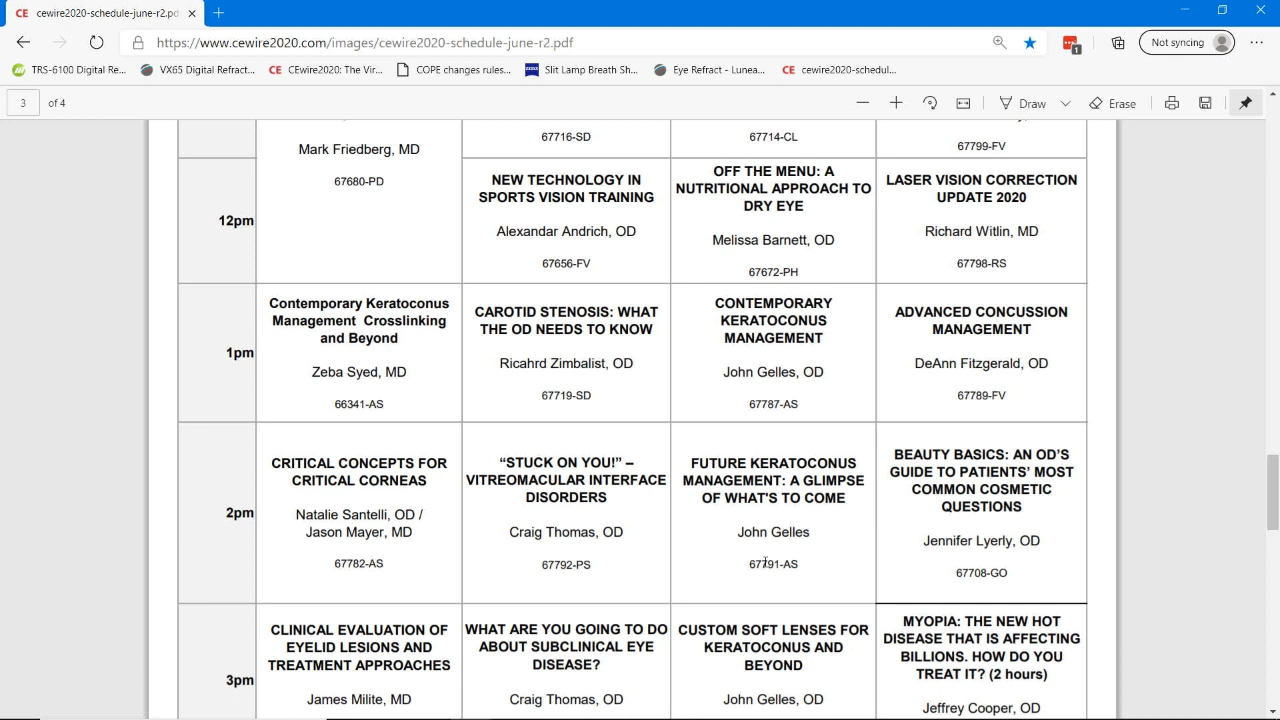 CE cewire2020-schedule-june-r2.pd
https://www.cewire2020.com/images/cewire2020-schedule-june-r2.pdf
1
Not syncing
TRS-6100 Digital Re...
VX65 Digital Refract...
CE CEwire2020: The Vir...
COPE changes rules...
ZEISS Slit Lamp Breath Sh...
Eye Refract - Lunea...
CE cewire2020-schedul...
3 of 4
Draw
Erase
Mark Friedberg, MD
67680-PD
67716-SD
67714-CL
67799-FV
12pm
NEW TECHNOLOGY IN
SPORTS VISION TRAINING
Alexandar Andrich, OD
67656-FV
OFF THE MENU: A
NUTRITIONAL APPROACH TO
DRY EYE
Melissa Barnett, OD
67672-PH
LASER VISION CORRECTION
UPDATE 2020
Richard Witlin, MD
67798-RS
1pm
Contemporary Keratoconus
Management Crosslinking
and Beyond
Zeba Syed, MD
66341-AS
CAROTID STENOSIS: WHAT
THE OD NEEDS TO KNOW
Ricahrd Zimbalist, OD
67719-SD
CONTEMPORARY
KERATOCONUS
MANAGEMENT
John Gelles, OD
67787-AS
ADVANCED CONCUSSION
MANAGEMENT
DeAnn Fitzgerald, OD
67789-FV
2pm
CRITICAL CONCEPTS FOR
CRITICAL CORNEAS
Natalie Santelli, OD /
Jason Mayer, MD
67782-AS
“STUCK ON YOU!” –
VITREOMACULAR INTERFACE
DISORDERS
Craig Thomas, OD
67792-PS
FUTURE KERATOCONUS
MANAGEMENT: A GLIMPSE
OF WHAT'S TO COME
John Gelles
67791-AS
BEAUTY BASICS: AN OD’S
GUIDE TO PATIENTS’ MOST
COMMON COSMETIC
QUESTIONS
Jennifer Lyerly, OD
67708-GO
3pm
CLINICAL EVALUATION OF
EYELID LESIONS AND
TREATMENT APPROACHES
James Milite, MD
WHAT ARE YOU GOING TO DO
ABOUT SUBCLINICAL EYE
DISEASE?
Craig Thomas, OD
CUSTOM SOFT LENSES FOR
KERATOCONUS AND
BEYOND
John Gelles, OD
MYOPIA: THE NEW HOT
DISEASE THAT IS AFFECTING
BILLIONS. HOW DO YOU
TREAT IT? (2 hours)
Jeffrey Cooper, OD